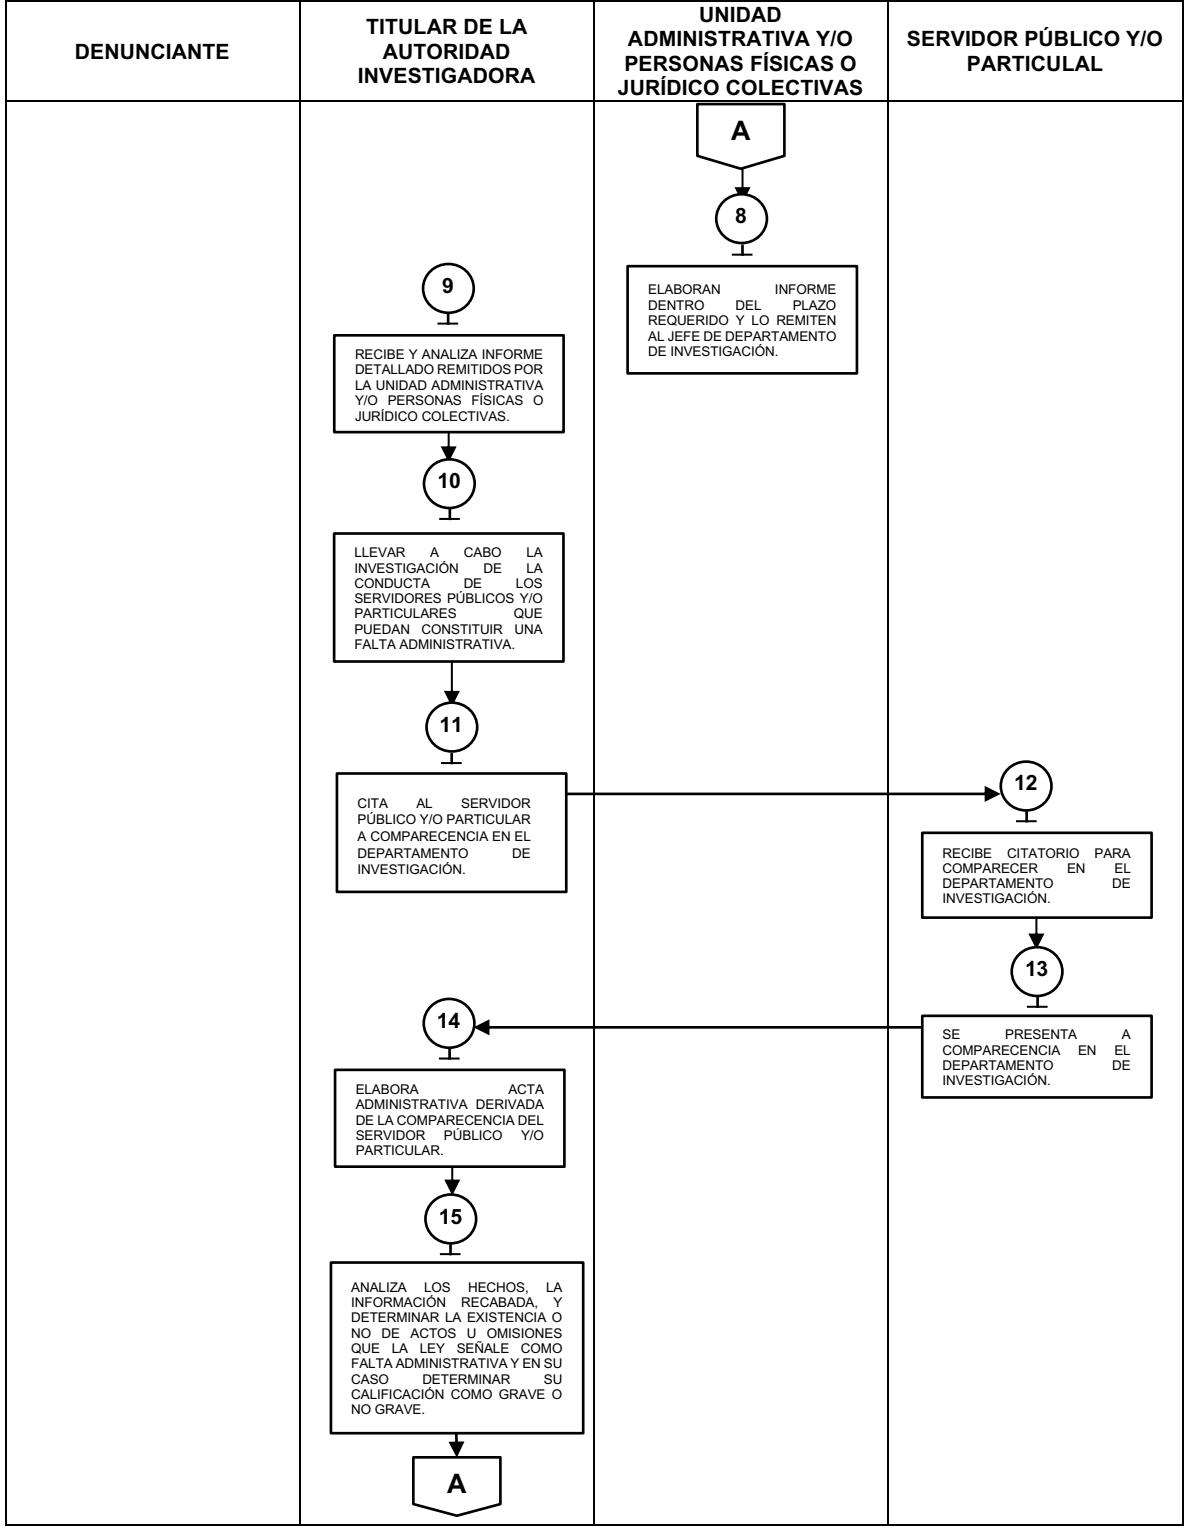 DENUNCIANTE
TITULAR DE LA
AUTORIDAD
INVESTIGADORA
UNIDAD
ADMINISTRATIVA Y/O
PERSONAS FÍSICAS O
JURÍDICO COLECTIVAS
SERVIDOR PÚBLICO Y/O
PARTICULAL
A
8
ELABORAN INFORME
DENTRO DEL PLAZO
REQUERIDO Y LO REMITEN
AL JEFE DE DEPARTAMENTO
DE INVESTIGACIÓN.
9
RECIBE Y ANALIZA INFORME
DETALLADO REMITIDOS POR
LA UNIDAD ADMINISTRATIVA
Y/O PERSONAS FÍSICAS O
JURÍDICO COLECTIVAS.
10
LLEVAR A CABO LA
INVESTIGACIÓN DE LA
CONDUCTA DE LOS
SERVIDORES PÚBLICOS Y/O
PARTICULARES QUE
PUEDAN CONSTITUIR UNA
FALTA ADMINISTRATIVA.
11
CITA AL SERVIDOR
PÚBLICO Y/O PARTICULAR
A COMPARECENCIA EN EL
DEPARTAMENTO DE
INVESTIGACIÓN.
12
RECIBE CITATORIO PARA
COMPARECER EN EL
DEPARTAMENTO DE
INVESTIGACIÓN.
13
SE PRESENTA A
COMPARECENCIA EN EL
DEPARTAMENTO DE
INVESTIGACIÓN.
14
ELABORA ACTA
ADMINISTRATIVA DERIVADA
DE LA COMPARECENCIA DEL
SERVIDOR PÚBLICO Y/O
PARTICULAR.
15
ANALIZA LOS HECHOS, LA
INFORMACIÓN RECABADA, Y
DETERMINAR LA EXISTENCIA O
NO DE ACTOS U OMISIONES
QUE LA LEY SEÑALE COMO
FALTA ADMINISTRATIVA Y EN SU
CASO DETERMINAR SU
CALIFICACIÓN COMO GRAVE O
NO GRAVE.
A